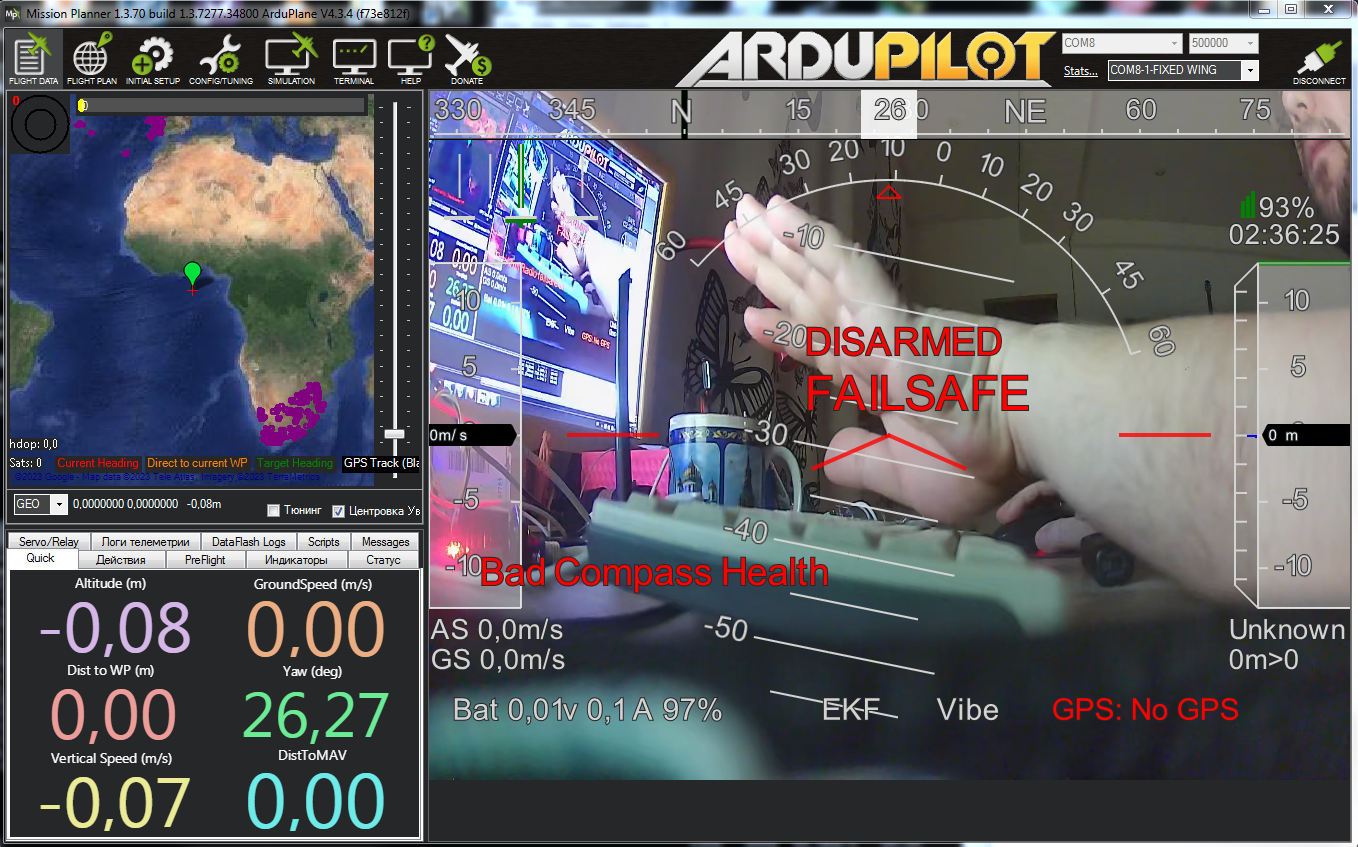 Mission Planner 1.3.70 build 1.3.7277.34800 ArduPlane V4.3.4 (f73e812f)
FLIGHT DATA
FLIGHT PLAN
INITIAL SETUP
CONFIG/TUNING
SIMULATION
TERMINAL
HELP
DONATE
ARDUPILOT
COM8
500000
Stats...
COM8-1-FIXED WING
DISCONNECT
0
0
hdop: 0,0
Sats: 0 Current Heading Direct to current WP Target Heading GPS Track (Bla
©2023 Google - Map data ©2023 Tele Atlas, Imagery ©2023 TerraMetrics
GEO 0,0000000 0,0000000 -0,08m
Тюнинг
Центровка Ув
Servo/Relay Логи телеметрии DataFlash Logs Scripts Messages
Quick Действия PreFlight Индикаторы Статус
Altitude (m)
-0,08
GroundSpeed (m/s)
0,00
Dist to WP (m)
0,00
Yaw (deg)
26,27
Vertical Speed (m/s)
-0,07
DistToMAV
0,00
330 345 N 15 26 0 NE 60 75
60 45 30 20 10 0 10 20 30 45 60
93%
02:36:25
-10
-20
-30
-40
-50
DISARMED
FAILSAFE
Bad Compass Health
10
5
0m/s
-5
-10
10
5
0 m
-5
-10
AS 0,0m/s
GS 0,0m/s
Unknown
0m>0
Bat 0,01v 0,1 A 97% EKF Vibe GPS: No GPS